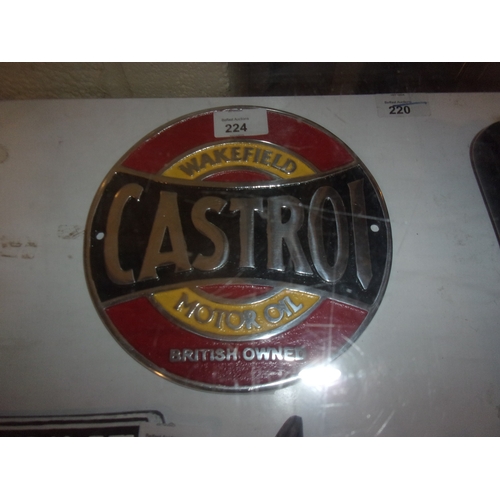 224
220
WAKEFIELD
CASTROL
MOTOR OIL
BRITISH OWNED